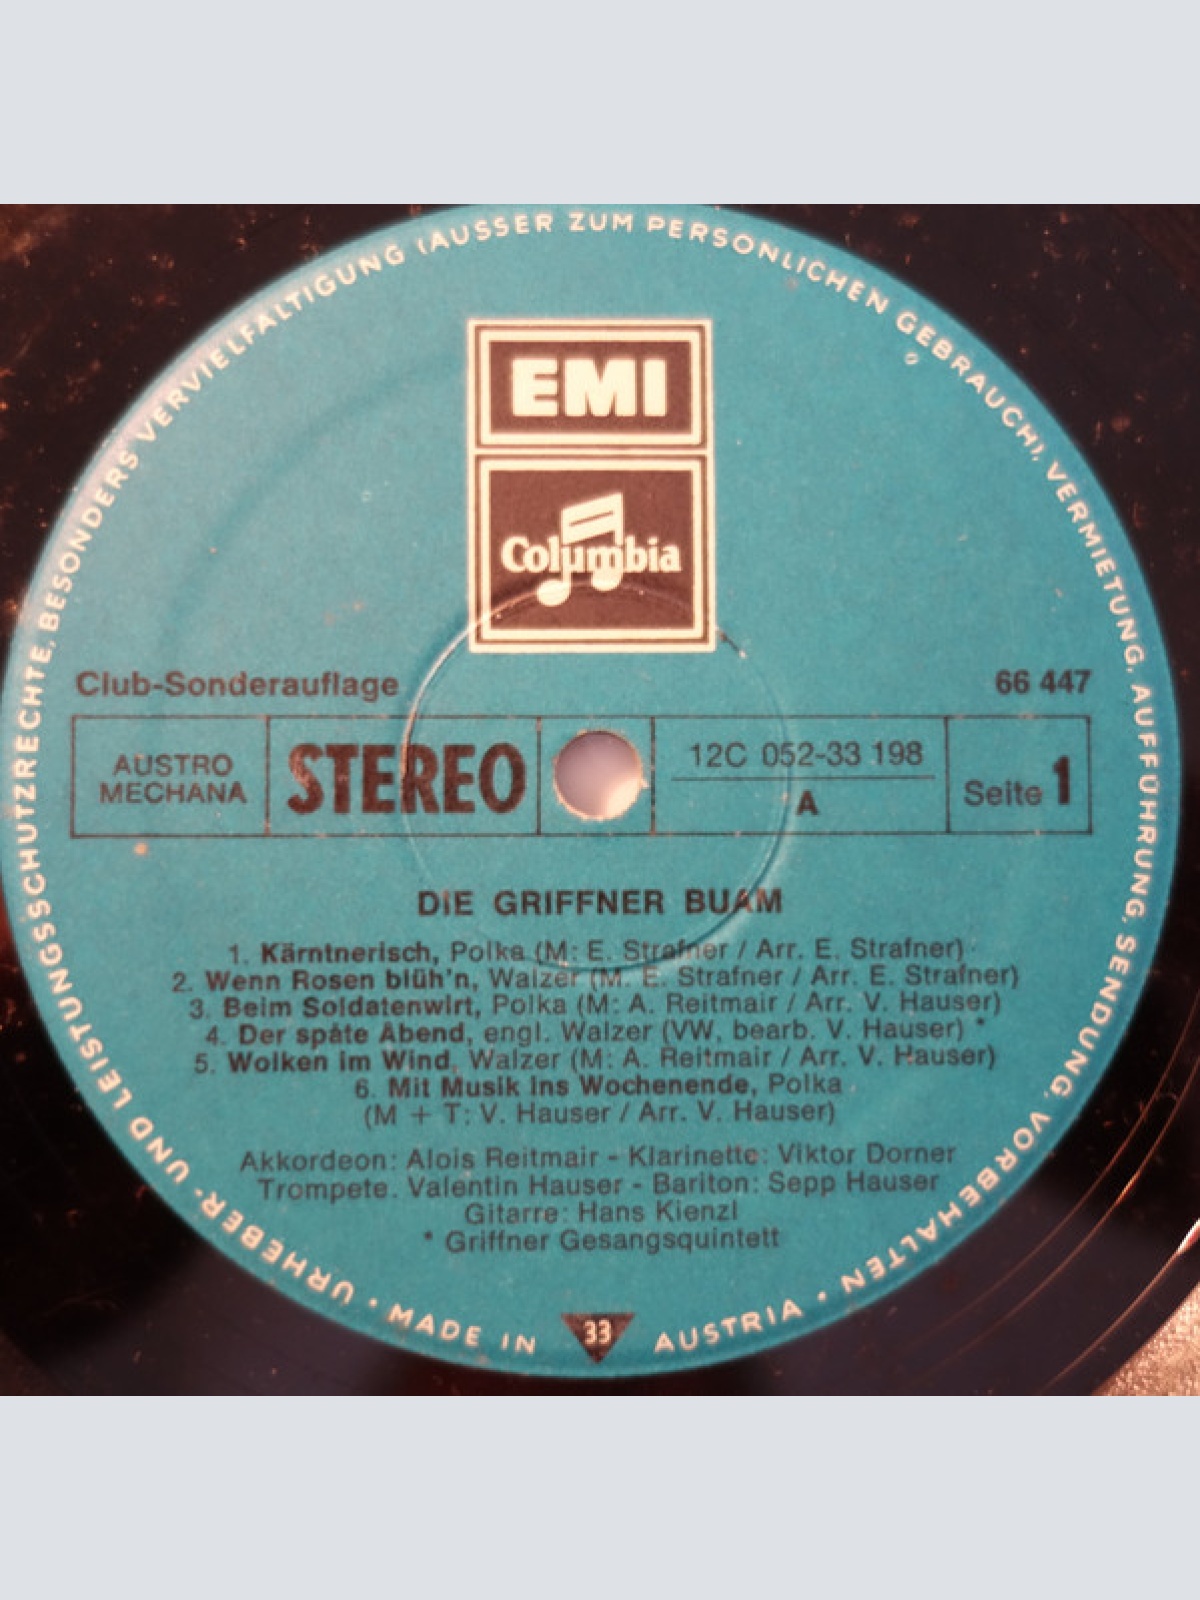 URHEBER- UND LEISTUNGSSCHUTZRECHTE, BESONDERS VERVIELFÄLTIGUNG (AUSSER ZUM PERSÖNLICHEN GEBRAUCH), VERMIETUNG, AUFFÜHRUNG, SENDUNG, VORBEHALTEN •
EMI
Columbia
Club-Sonderauflage
66 447
AUSTRO
MECHANA
STEREO
12C 052-33 198
A
Seite 1
DIE GRIFFNER BUAM
1. Kärntnerisch, Polka (M: E. Strafner / Arr. E. Strafner)
2. Wenn Rosen blüh'n, Walzer (M. E. Strafner / Arr. E. Strafner)
3. Beim Soldatenwirt, Polka (M: A. Reitmair / Arr. V. Hauser)
4. Der späte Abend, engl. Walzer (VW, bearb. V. Hauser) *
5. Wolken im Wind, Walzer (M: A. Reitmair / Arr. V. Hauser)
6. Mit Musik ins Wochenende, Polka
(M + T: V. Hauser / Arr. V. Hauser)
Akkordeon: Alois Reitmair - Klarinette: Viktor Dorner
Trompete. Valentin Hauser - Bariton: Sepp Hauser
Gitarre: Hans Kienzl
* Griffner Gesangsquintett
• MADE IN 33 AUSTRIA